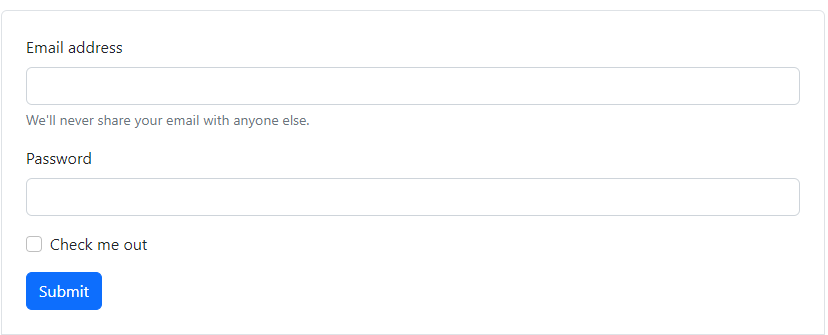 Email address
We'll never share your email with anyone else.
Password
Check me out
Submit